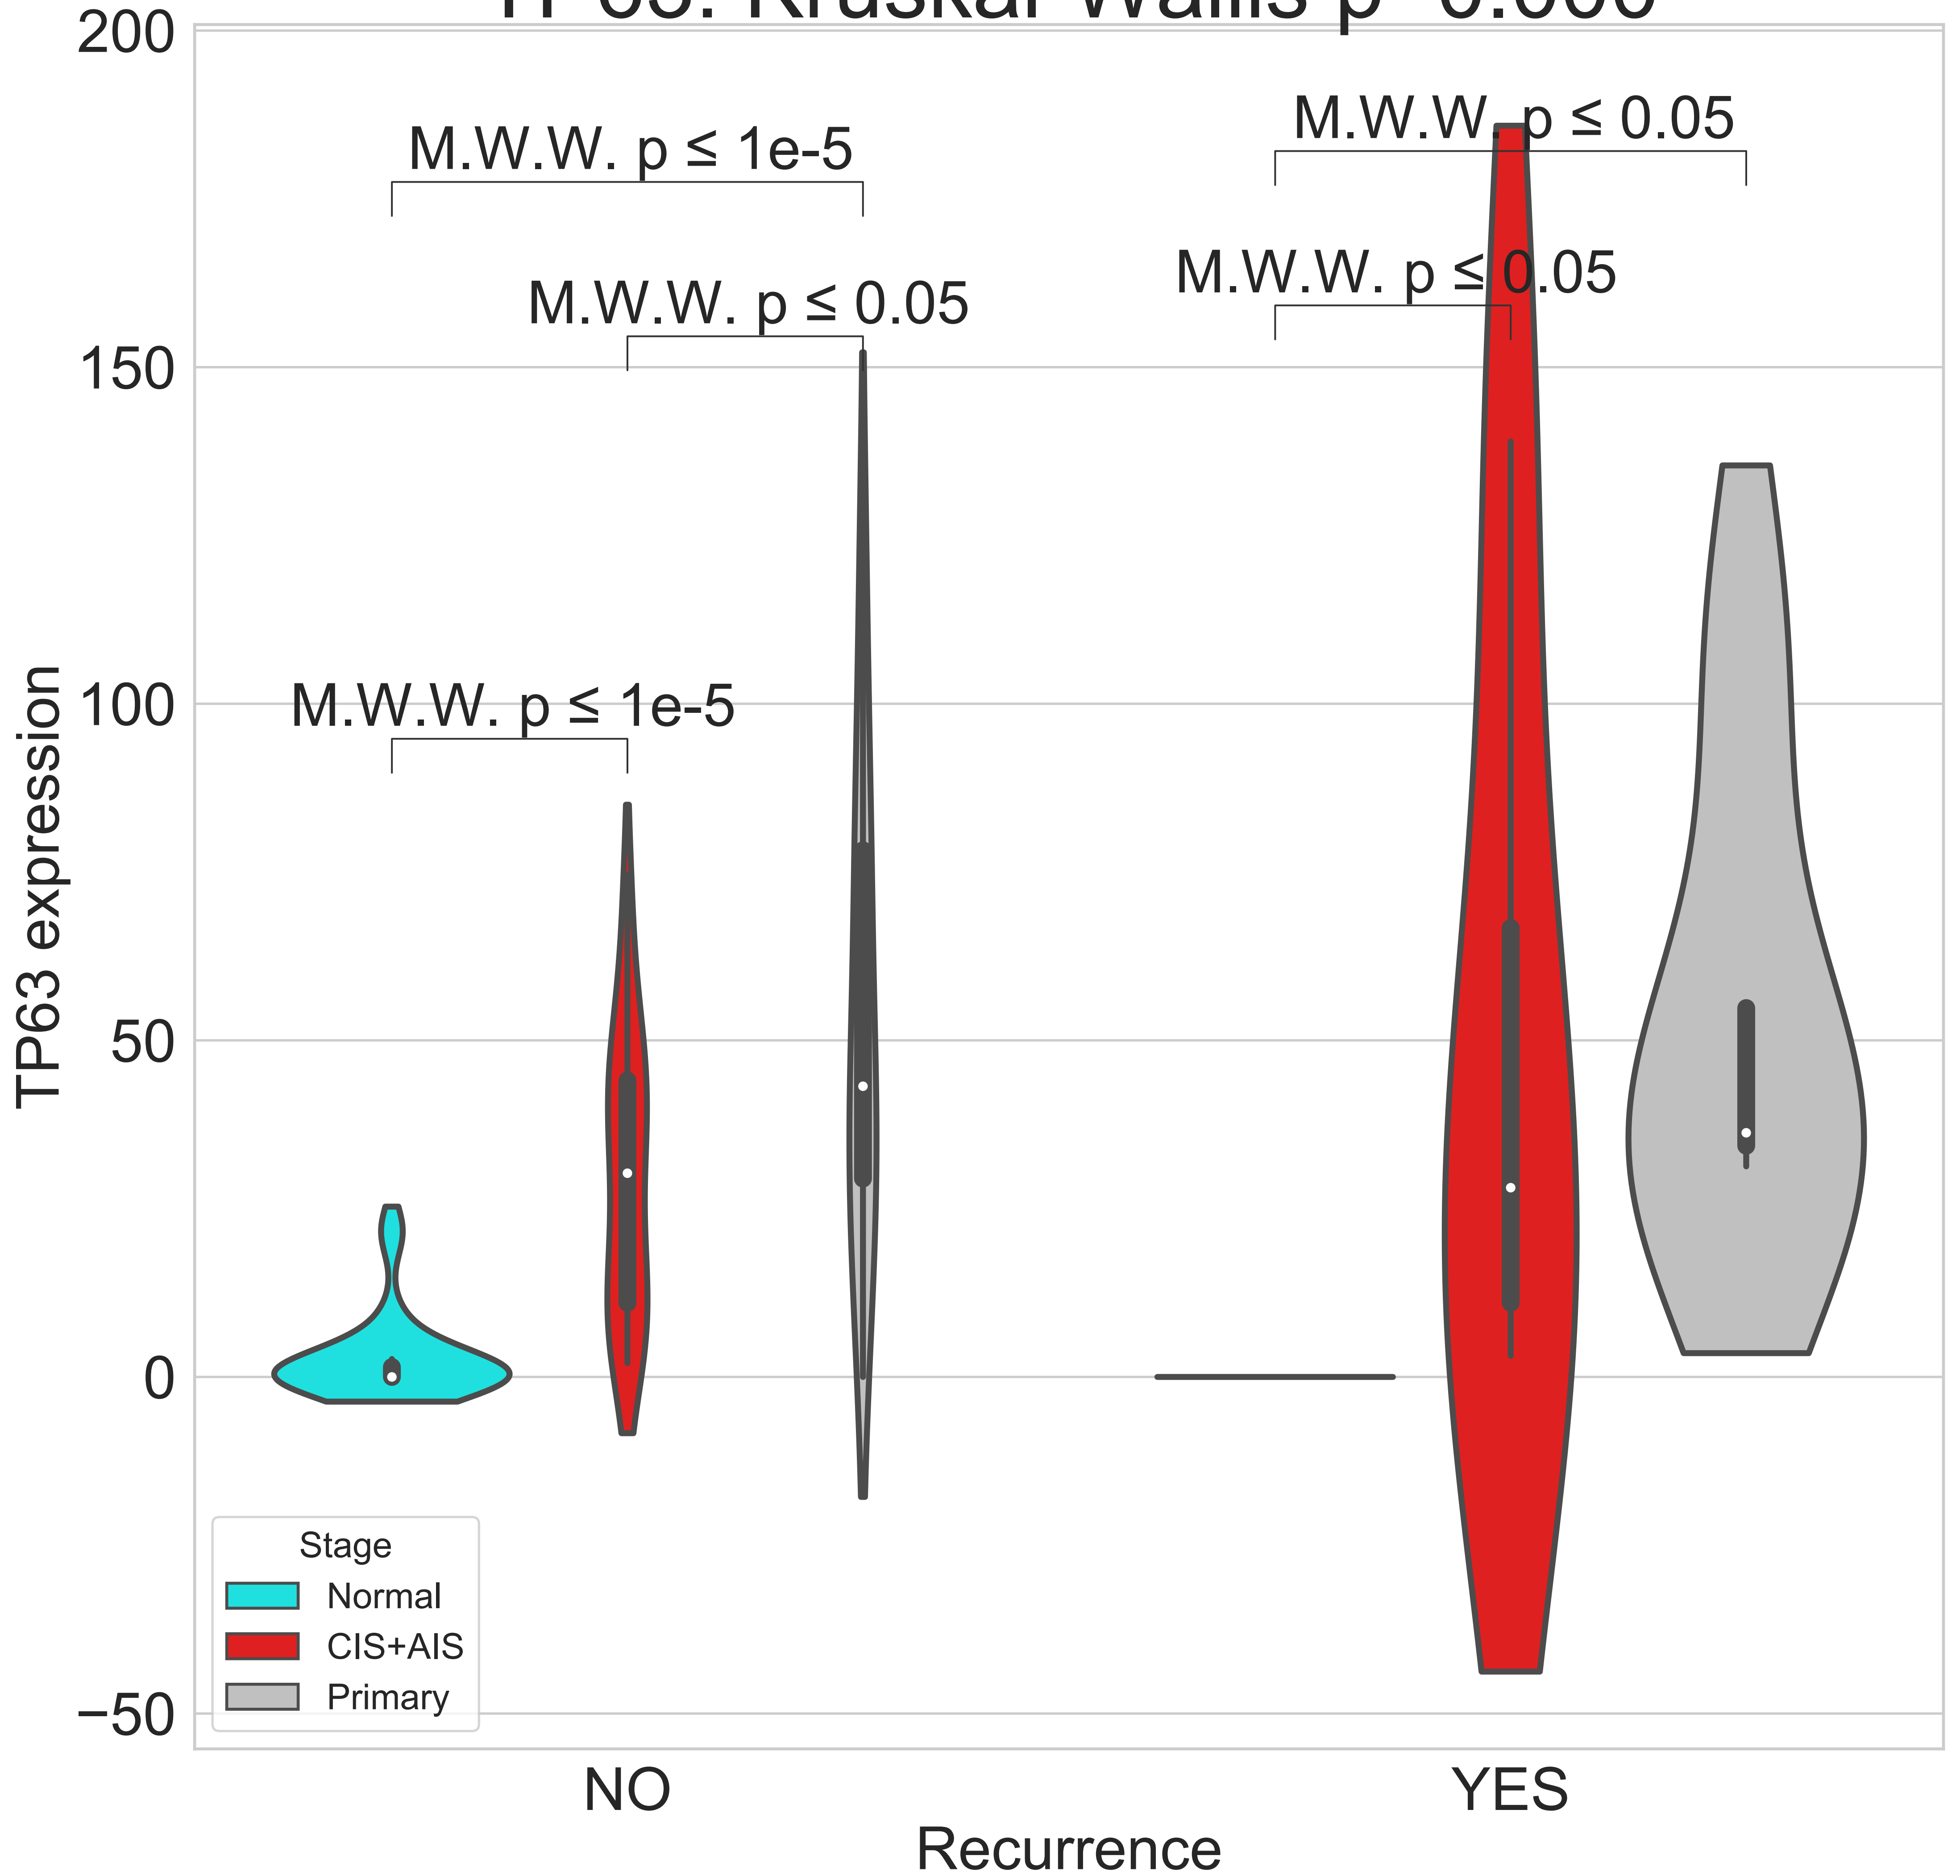 200
M.W.W. p ≤ 0.05
M.W.W. p ≤ 1e-5
M.W.W. p ≤ 0.05
M.W.W. p ≤ 0.05
150
M.W.W. p ≤ 1e-5
100
50
0
−50
TP63 expression
Stage
Normal
CIS+AIS
Primary
NO
YES
Recurrence